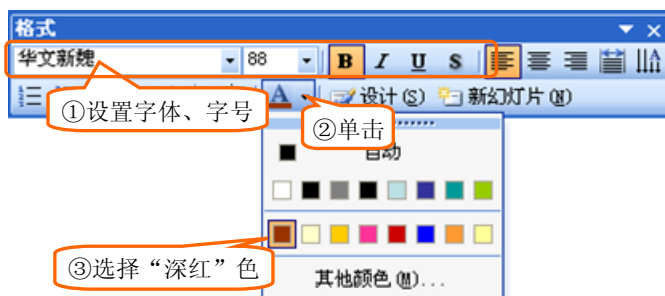 格式
华文新魏 88 B I U S
①设置字体、字号
A 设计(S) 新幻灯片(N)
②单击
自动
③选择“深红”色
其他颜色(M)...